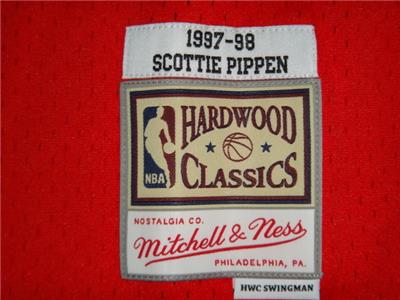 1997-98
SCOTTIE PIPPEN
HARDWOOD
NBA
CLASSICS
NOSTALGIA CO.
Mitchell & Ness
PHILADELPHIA, PA.
HWC SWINGMAN